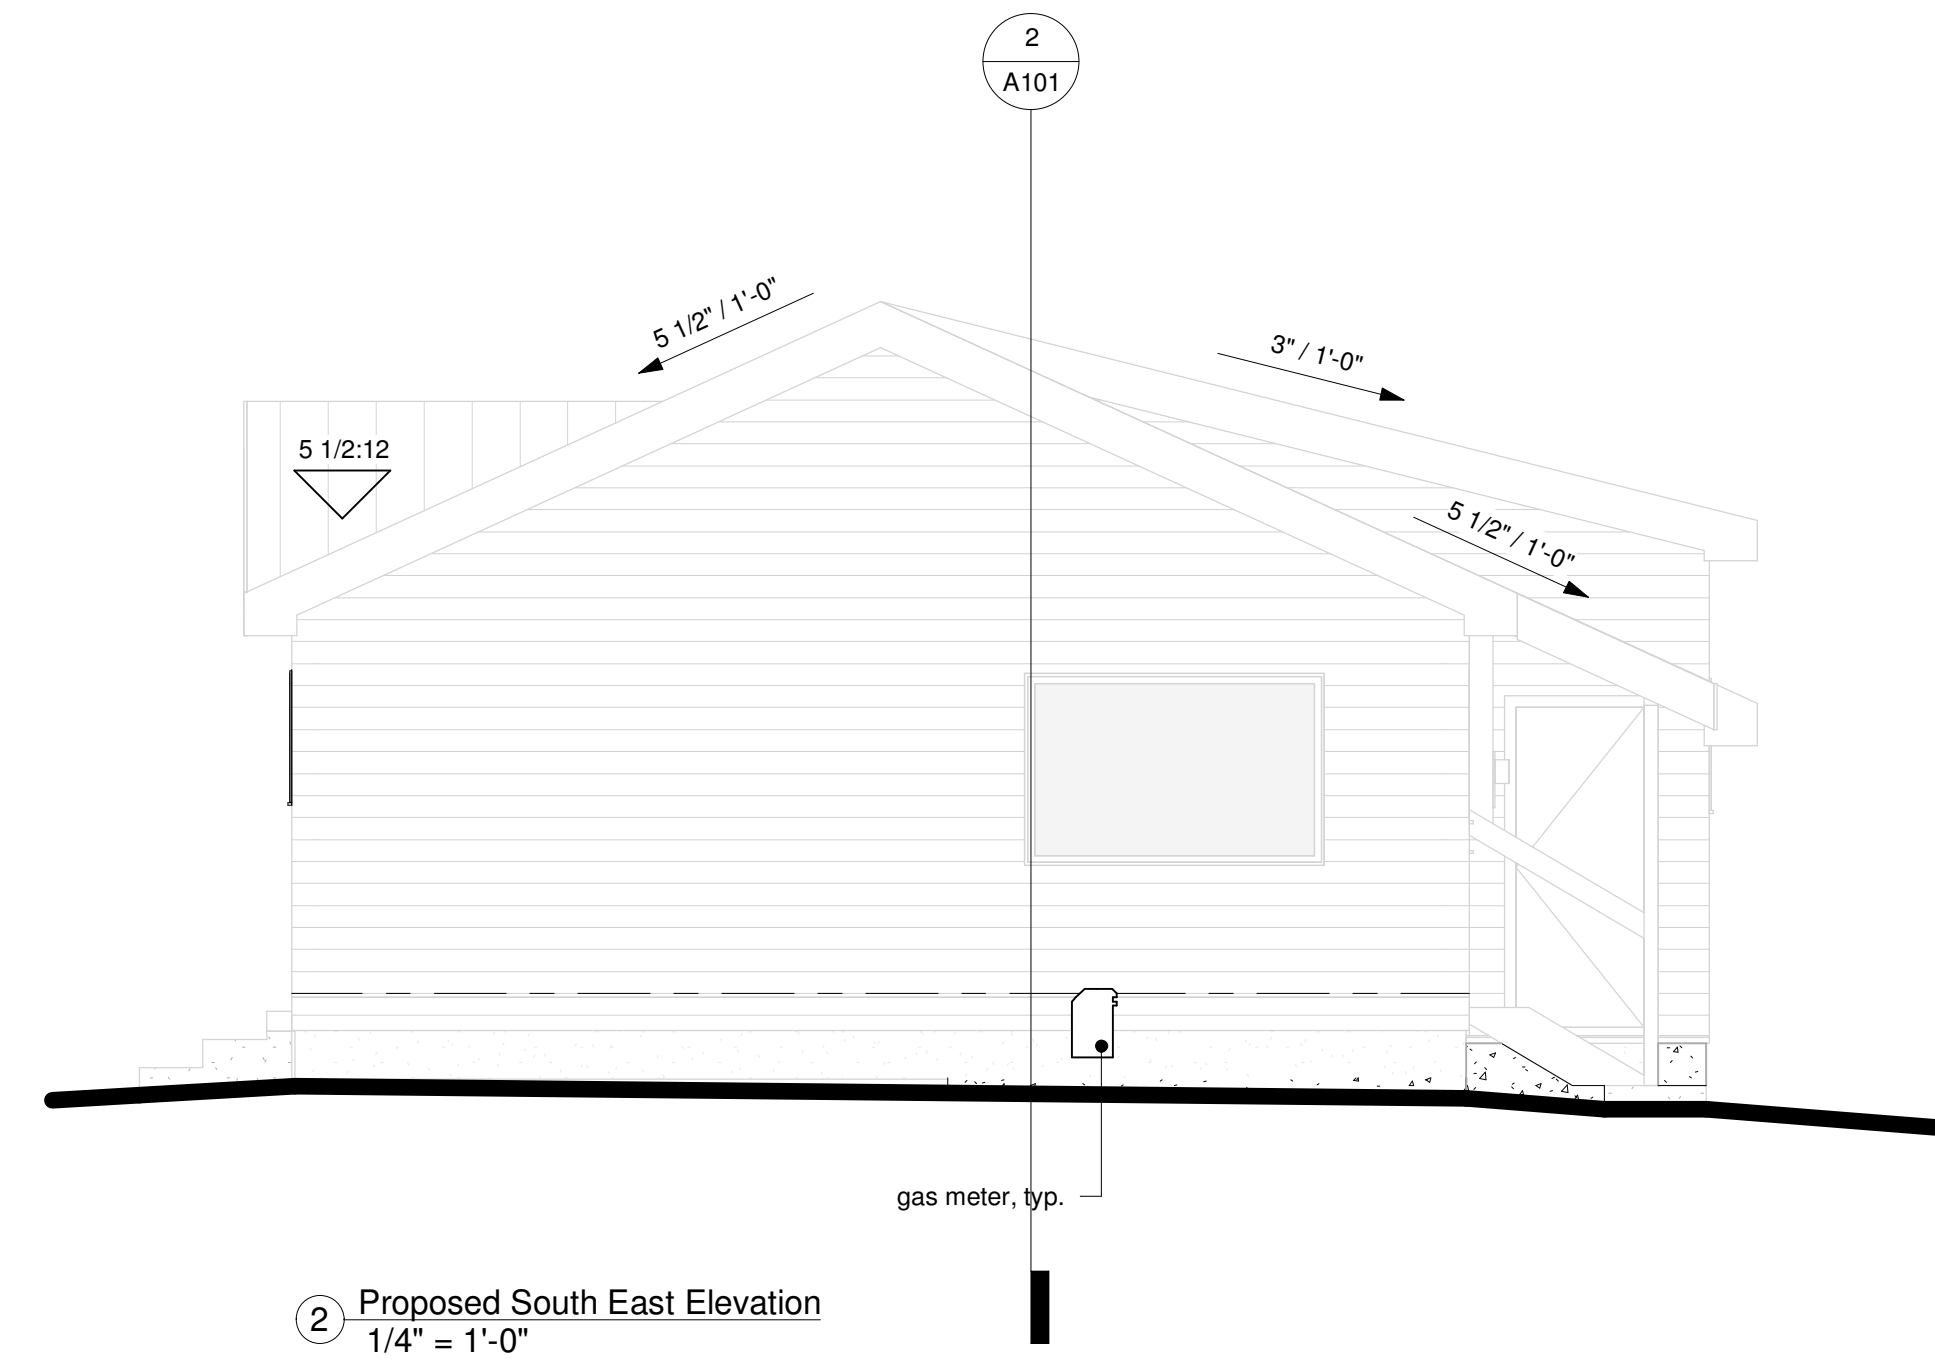 2
A101
5 1/2" / 1'-0"
3" / 1'-0"
5 1/2:12
5 1/2" / 1'-0"
gas meter, typ.
2 Proposed South East Elevation
1/4" = 1'-0"